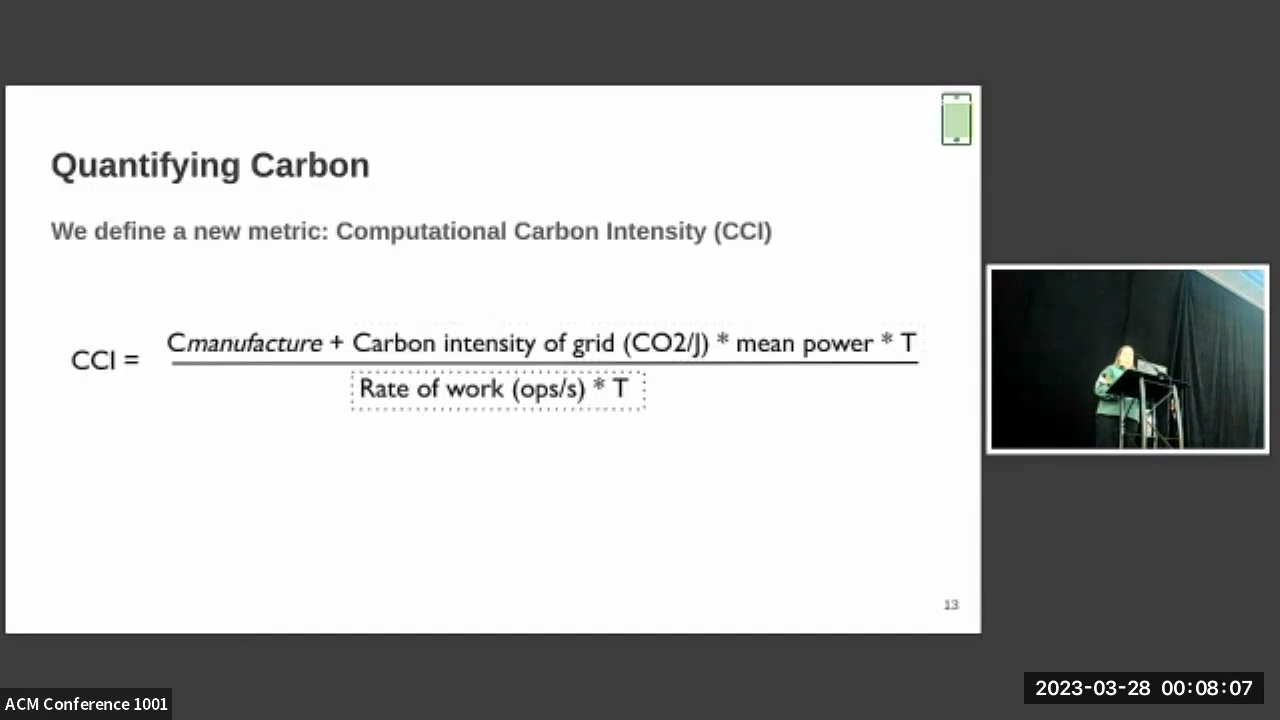 Quantifying Carbon
We define a new metric: Computational Carbon Intensity (CCI)
CCI =
Cmanufacture + Carbon intensity of grid (CO2/J) * mean power * T
Rate of work (ops/s) * T
13
ACM Conference 1001
2023-03-28 00:08:07